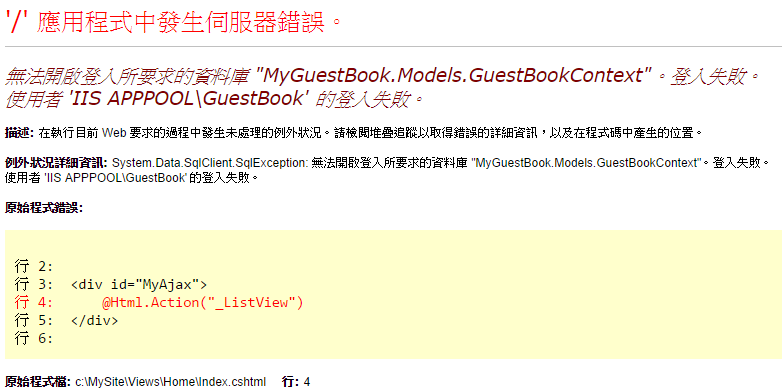 '/' 應用程式中發生伺服器錯誤。
無法開啟登入所要求的資料庫 "MyGuestBook.Models.GuestBookContext"。登入失敗。
使用者 'IIS APPPOOL\GuestBook' 的登入失敗。
描述: 在執行目前 Web 要求的過程中發生未處理的例外狀況。請檢閱堆疊追蹤以取得錯誤的詳細資訊，以及在程式碼中產生的位置。
例外狀況詳細資訊: System.Data.SqlClient.SqlException: 無法開啟登入所要求的資料庫 "MyGuestBook.Models.GuestBookContext"。登入失敗。
使用者 'IIS APPPOOL\GuestBook' 的登入失敗。
原始程式錯誤:
行 2:
行 3:  <div id="MyAjax">
行 4:      @Html.Action("_ListView")
行 5:  </div>
行 6:
原始程式檔: c:\MySite\Views\Home\Index.cshtml    行: 4